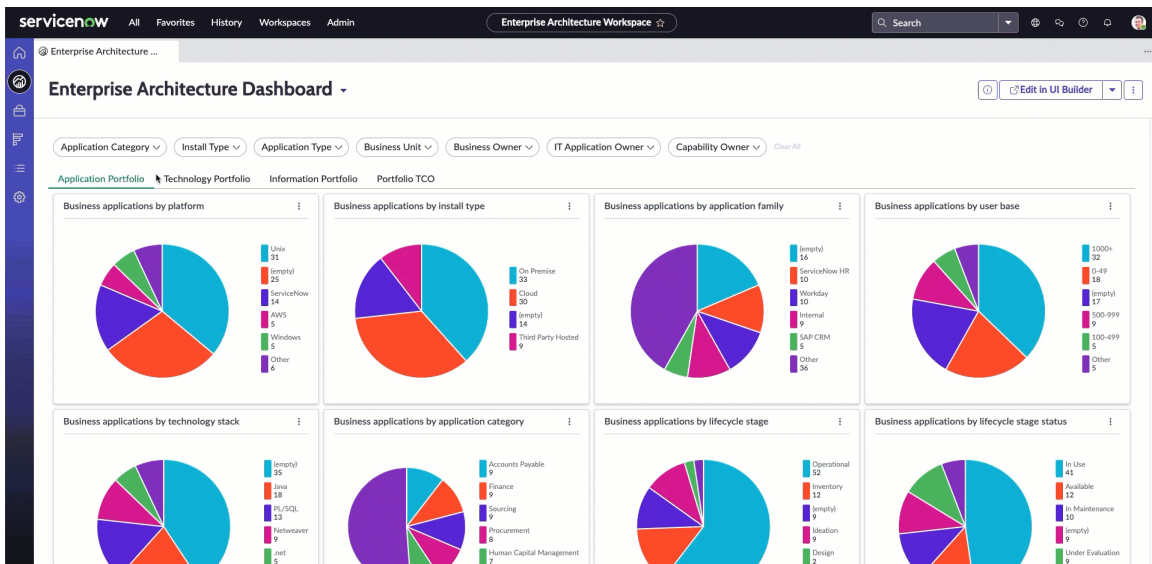 servicenow All Favorites History Workspaces Admin Enterprise Architecture Workspace Search
Enterprise Architecture ...
Enterprise Architecture Dashboard
Edit in UI Builder
Application Category Install Type Application Type Business Unit Business Owner IT Application Owner Capability Owner Clear All
Application Portfolio Technology Portfolio Information Portfolio Portfolio TCO
Business applications by platform
Unix
31
(empty)
25
ServiceNow
14
AWS
5
Windows
5
Other
6
Business applications by install type
On Premise
33
Cloud
30
(empty)
14
Third Party Hosted
9
Business applications by application family
(empty)
16
ServiceNow HR
10
Workday
10
Internal
9
SAP CRM
5
Other
36
Business applications by user base
1000+
32
0-49
18
(empty)
17
500-999
9
100-499
5
Other
5
Business applications by technology stack
(empty)
35
Java
18
PL/SQL
13
Netweaver
9
.net
5
Business applications by application category
Accounts Payable
9
Finance
9
Sourcing
9
Procurement
8
Human Capital Management
7
Business applications by lifecycle stage
Operational
52
Inventory
12
(empty)
9
Ideation
9
Design
2
Business applications by lifecycle stage status
In Use
41
Available
12
In Maintenance
10
(empty)
9
Under Evaluation
9